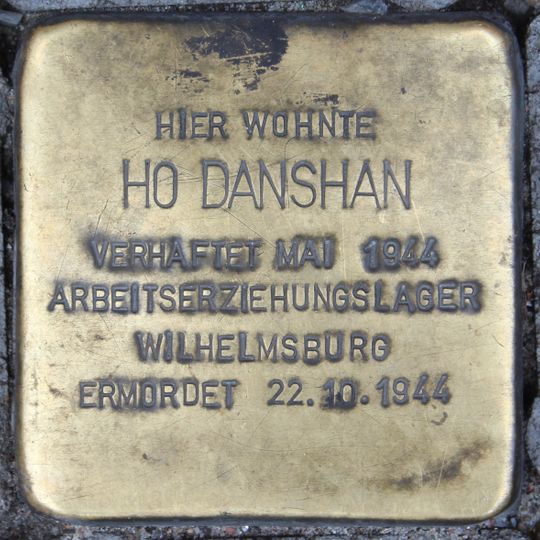 HIER WOHNTE
HO DANSHAN
VERHAFTET MAI 1944
ARBEITSERZIEHUNGSLAGER
WILHELMSBURG
ERMORDET 22.10.1944